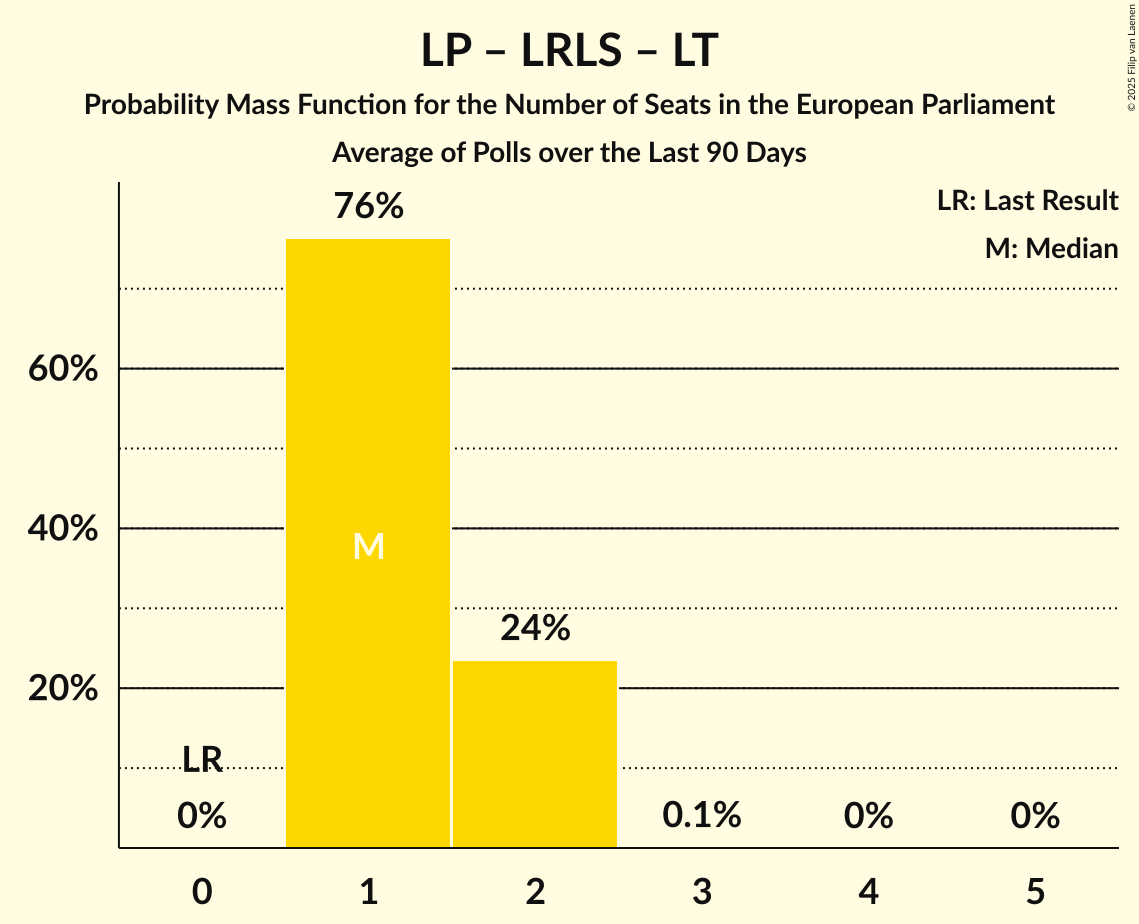 LP – LRLS – LT
Probability Mass Function for the Number of Seats in the European Parliament
Average of Polls over the Last 90 Days
© 2025 Filip van Laenen
LR: Last Result
M: Median
76%
60%
40%
M
24%
20%
LR
0%
0.1%
0%
0%
0 1 2 3 4 5